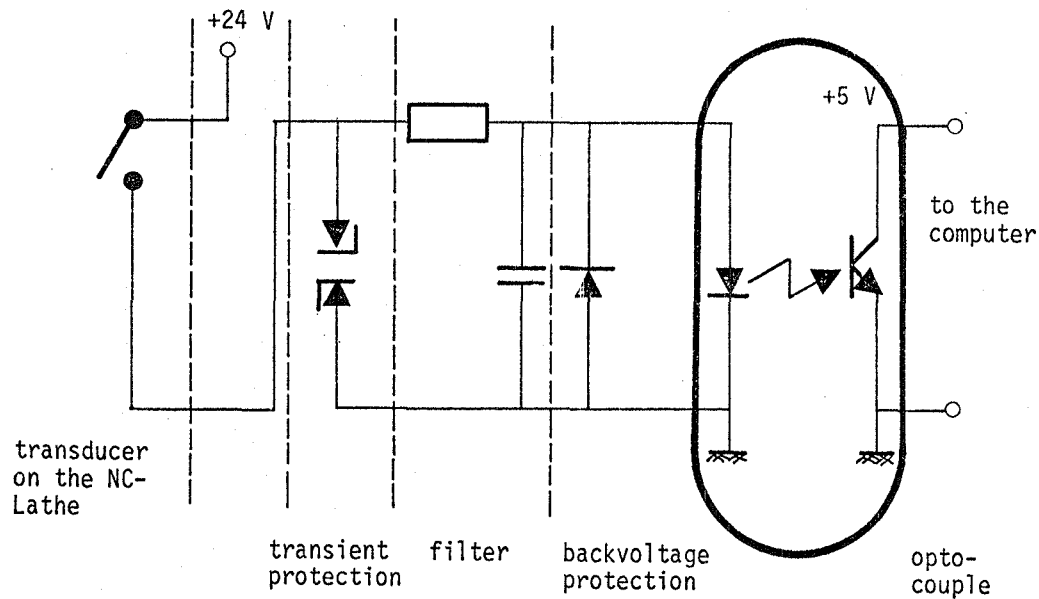 +24 V
+5 V
to the
computer
transducer
on the NC-
Lathe
transient
protection
filter
backvoltage
protection
opto-
couple